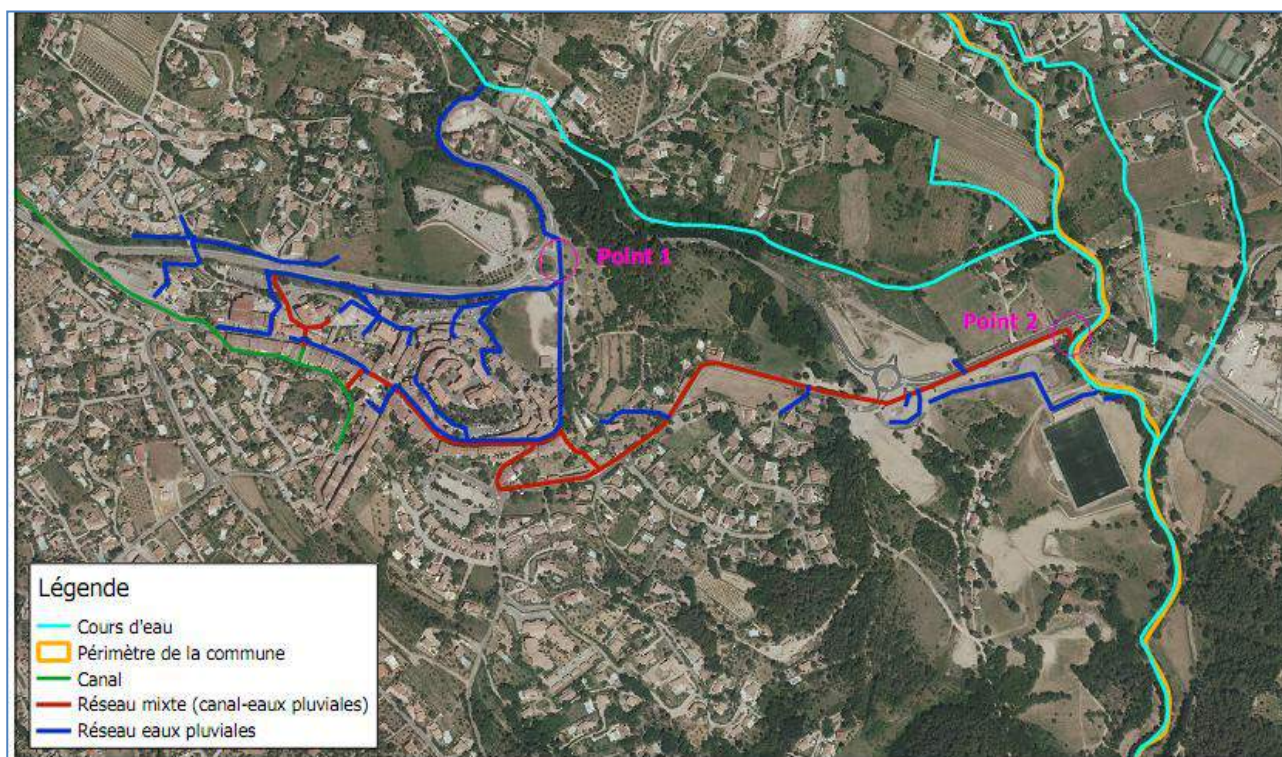 Point 1
Point 2
Légende
Cours d'eau
Périmètre de la commune
Canal
Réseau mixte (canal-eaux pluviales)
Réseau eaux pluviales